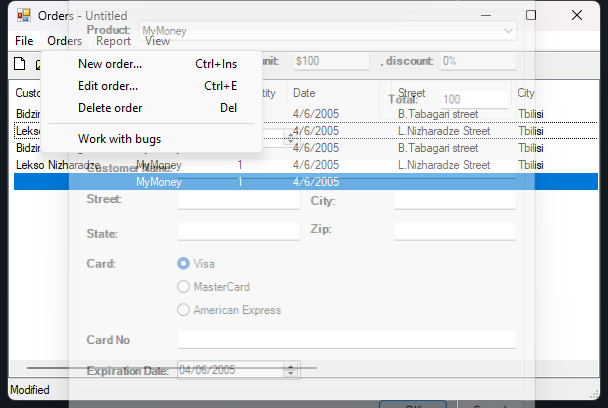 Orders - Untitled
Product: MyMoney
File Orders Report View
New order... Ctrl+Ins
unit: $100 , discount: 0%
Edit order... Ctrl+E
Custo ntity Date Street City
Delete order Del
Total: 100
Bidzin 4/6/2005 B.Tabagari street Tbilisi
Lekso 4/6/2005 L.Nizharadze Street Tbilisi
Work with bugs
Bidzin 4/6/2005 B.Tabagari street Tbilisi
Lekso Nizharadze MyMoney 1 4/6/2005 L.Nizharadze Street Tbilisi
Customer Name:
MyMoney 1 4/6/2005
Street: City:
State: Zip:
Card: Visa
MasterCard
American Express
Card No
Expiration Date: 04/06/2005
Modified